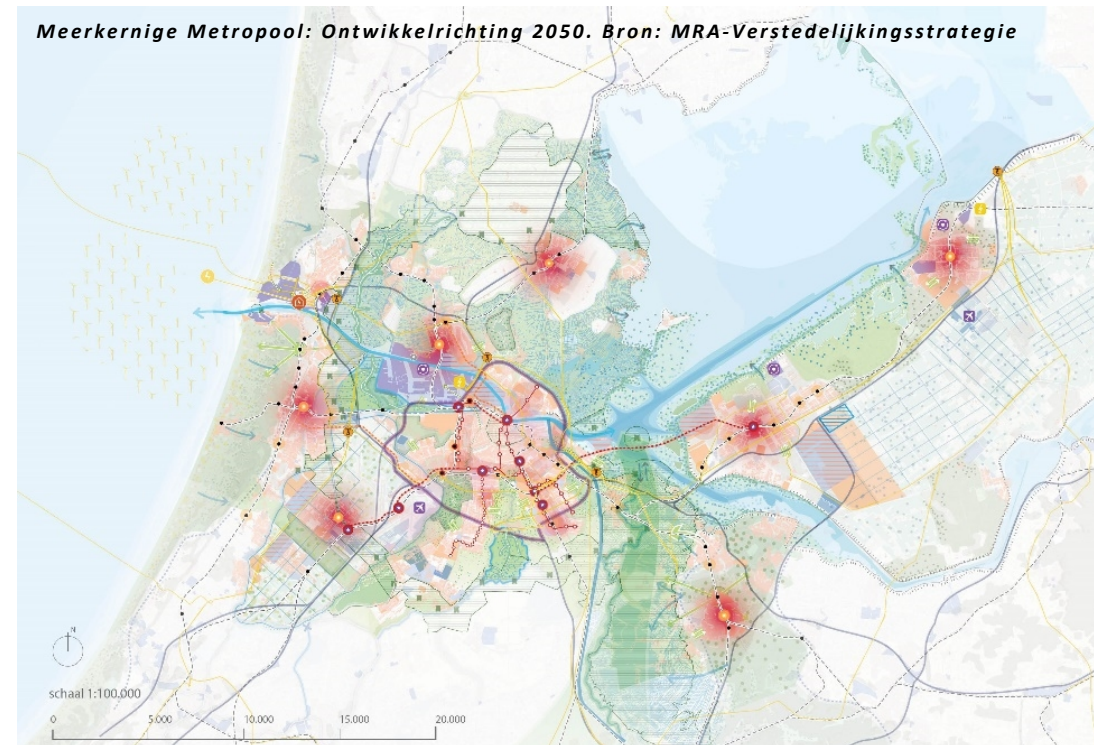 Meerkernige Metropool: Ontwikkelrichting 2050. Bron: MRA-Verstedelijkingsstrategie
N
schaal 1:100.000
0 5.000 10.000 15.000 20.000